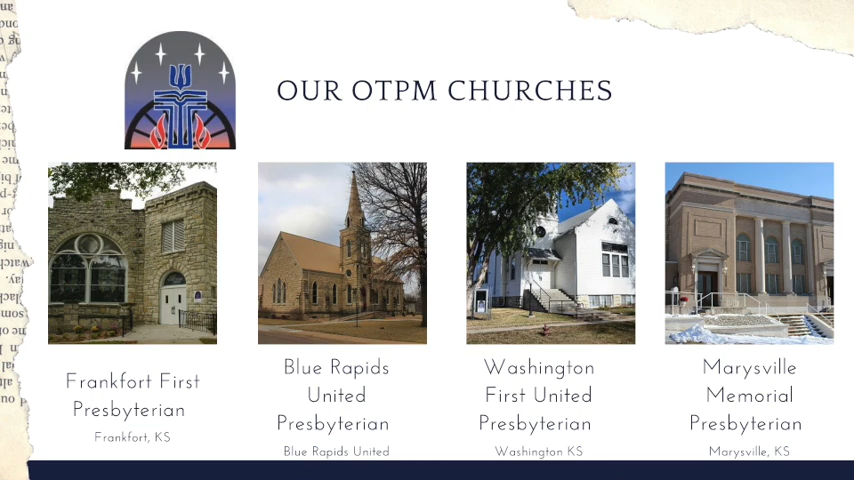 OUR OTPM CHURCHES
Frankfort First
Presbyterian
Frankfort, KS
Blue Rapids
United
Presbyterian
Blue Rapids United
Washington
First United
Presbyterian
Washington KS
Marysville
Memorial
Presbyterian
Marysville, KS